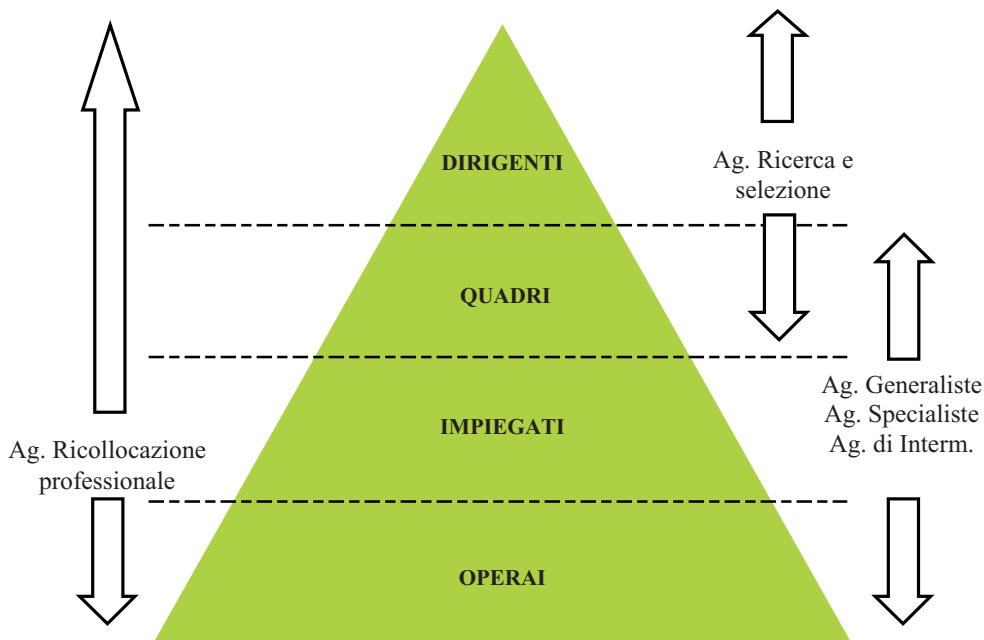 DIRIGENTI
Ag. Ricerca e
selezione
QUADRI
Ag. Generaliste
Ag. Specialiste
Ag. di Interm.
IMPIEGATI
Ag. Ricollocazione
professionale
OPERAI